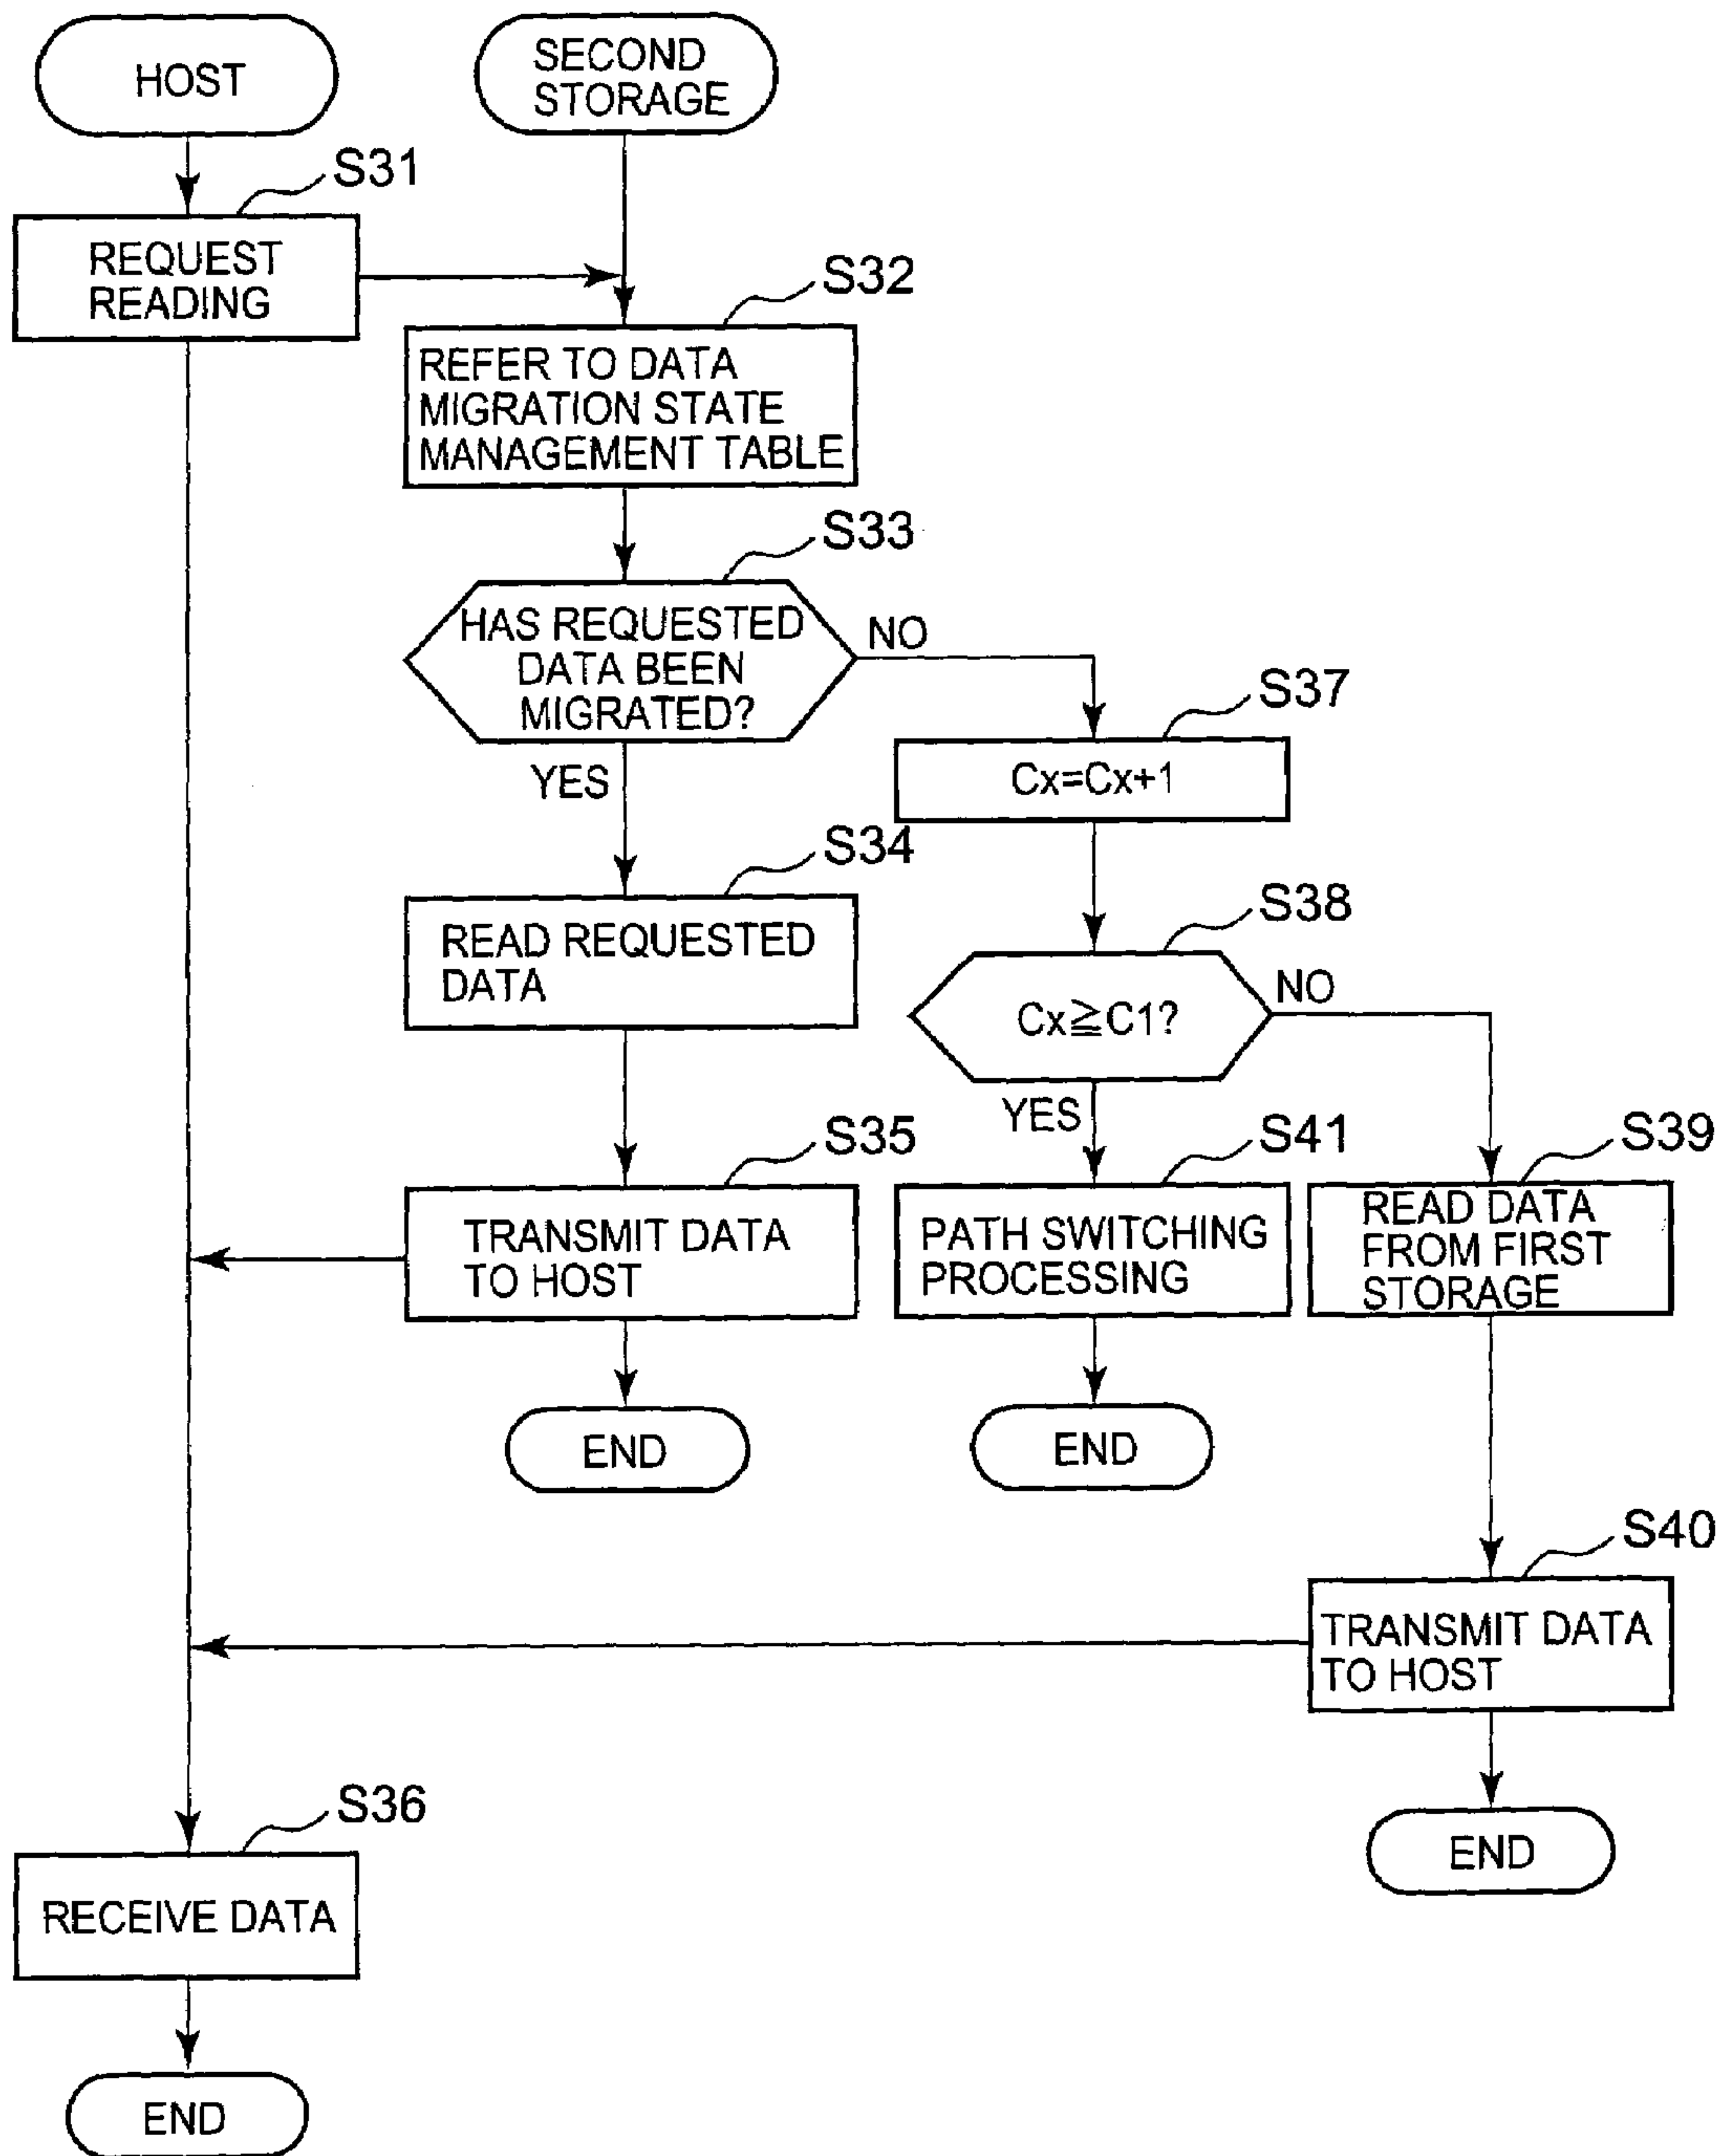 HOST
SECOND
STORAGE
S31
REQUEST
READING
S32
REFER TO DATA
MIGRATION STATE
MANAGEMENT TABLE
S33
HAS REQUESTED
DATA BEEN
MIGRATED?
NO
YES
S37
Cx=Cx+1
S34
READ REQUESTED
DATA
S38
Cx≧C1?
NO
YES
S35
TRANSMIT DATA
TO HOST
S41
PATH SWITCHING
PROCESSING
S39
READ DATA
FROM FIRST
STORAGE
END
END
S40
TRANSMIT DATA
TO HOST
END
S36
RECEIVE DATA
END